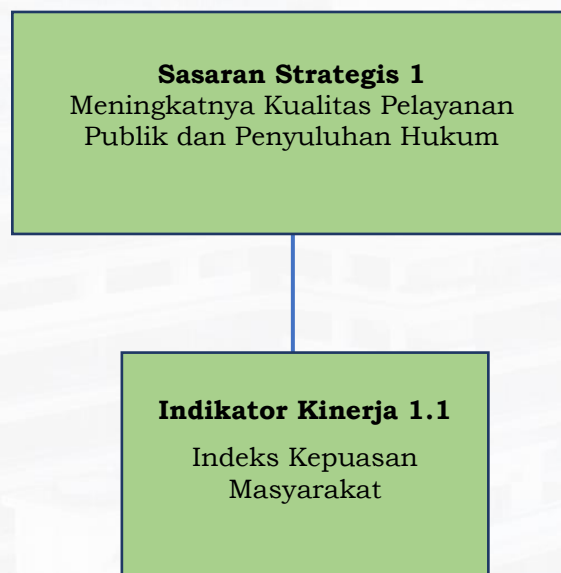 Sasaran Strategis 1
Meningkatnya Kualitas Pelayanan
Publik dan Penyuluhan Hukum
Indikator Kinerja 1.1
Indeks Kepuasan
Masyarakat